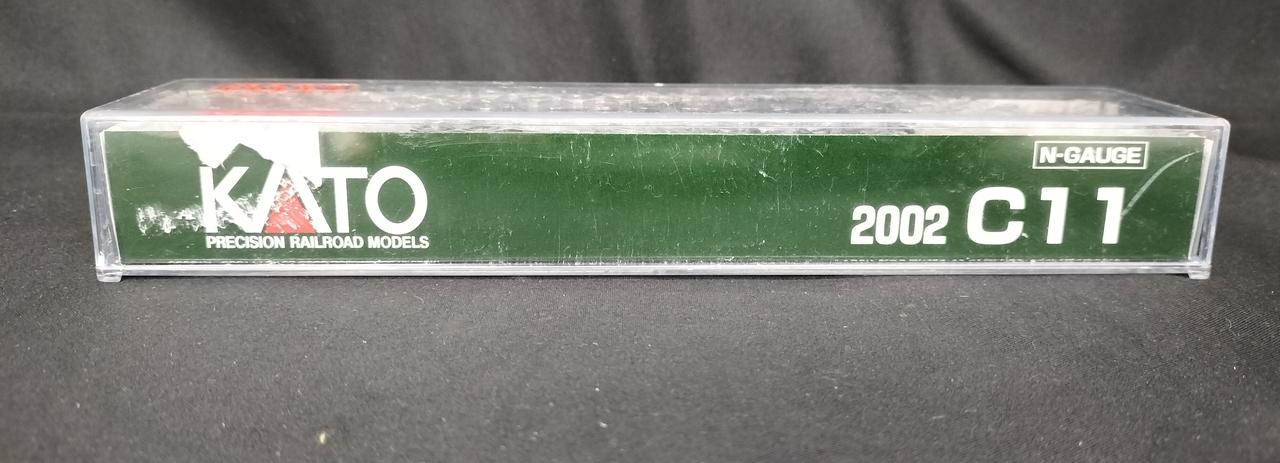 KATO
PRECISION RAILROAD MODELS
N-GAUGE
2002 C11